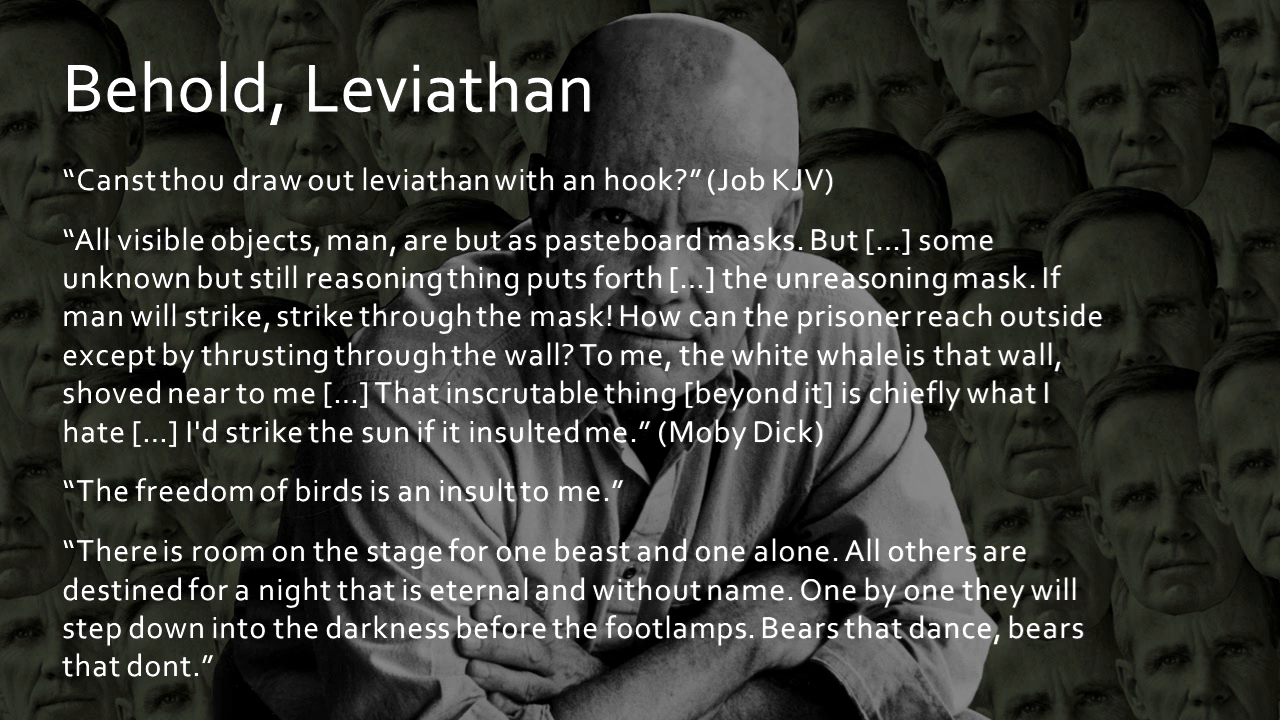 Behold, Leviathan
“Canst thou draw out leviathan with an hook?” (Job KJV)
“All visible objects, man, are but as pasteboard masks. But [...] some
unknown but still reasoning thing puts forth [...] the unreasoning mask. If
man will strike, strike through the mask! How can the prisoner reach outside
except by thrusting through the wall? To me, the white whale is that wall,
shoved near to me [...] That inscrutable thing [beyond it] is chiefly what I
hate [...] I'd strike the sun if it insulted me.” (Moby Dick)
“The freedom of birds is an insult to me.”
“There is room on the stage for one beast and one alone. All others are
destined for a night that is eternal and without name. One by one they will
step down into the darkness before the footlamps. Bears that dance, bears
that dont.”